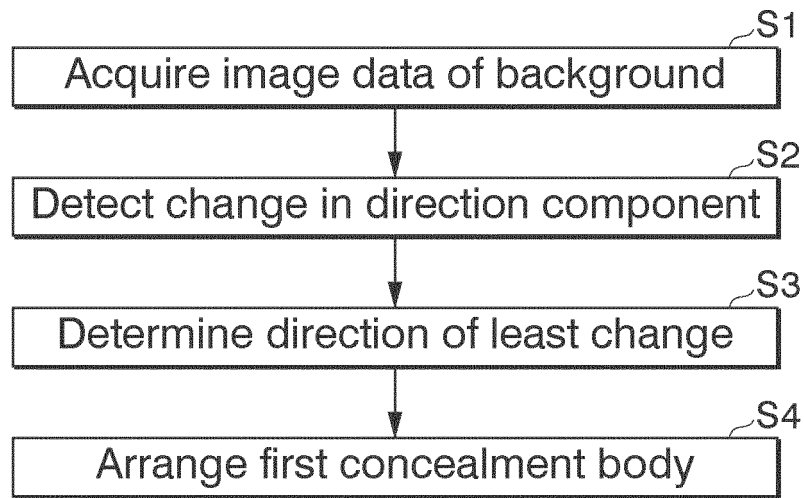 S1
Acquire image data of background
S2
Detect change in direction component
S3
Determine direction of least change
S4
Arrange first concealment body